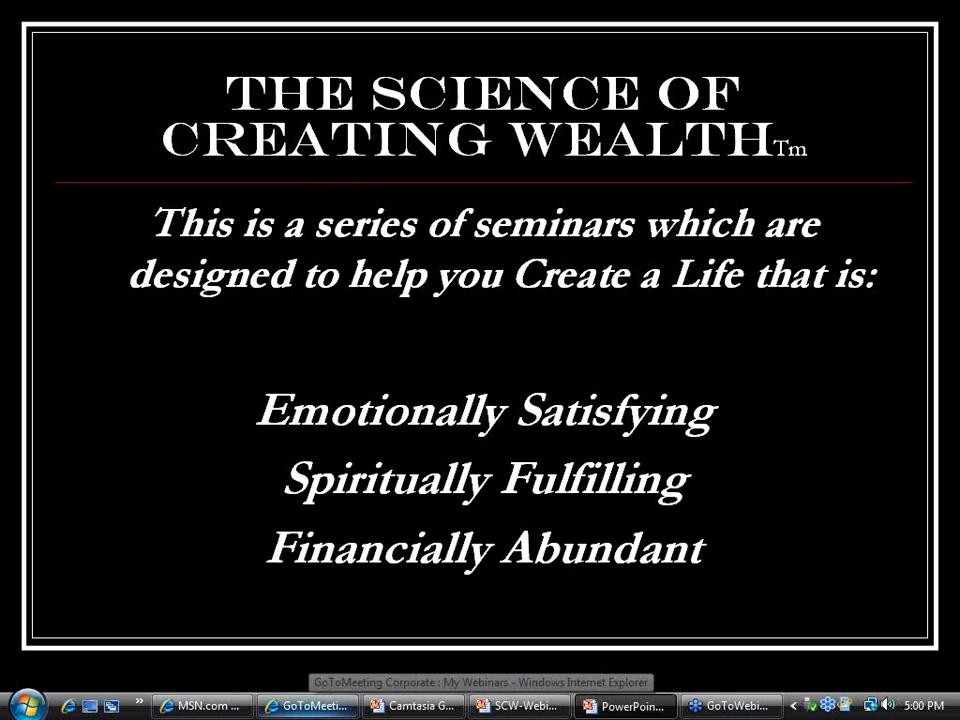 THE SCIENCE OF
CREATING WEALTHTm
This is a series of seminars which are
designed to help you Create a Life that is:
Emotionally Satisfying
Spiritually Fulfilling
Financially Abundant
GoToMeeting Corporate : My Webinars - Windows Internet Explorer
» MSN.com ... GoToMeeti... Camtasia G... SCW-Webi... PowerPoin... GoToWebi... < 5:00 PM